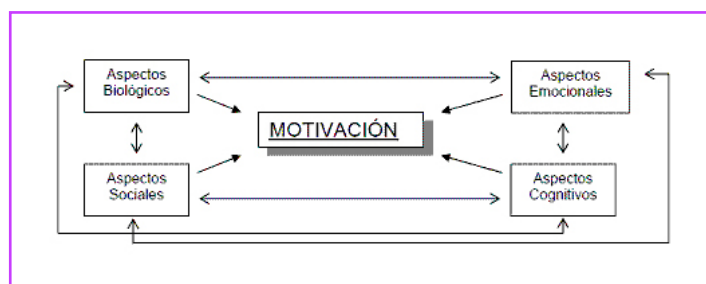 Aspectos
Biológicos
Aspectos
Emocionales
MOTIVACIÓN
Aspectos
Sociales
Aspectos
Cognitivos